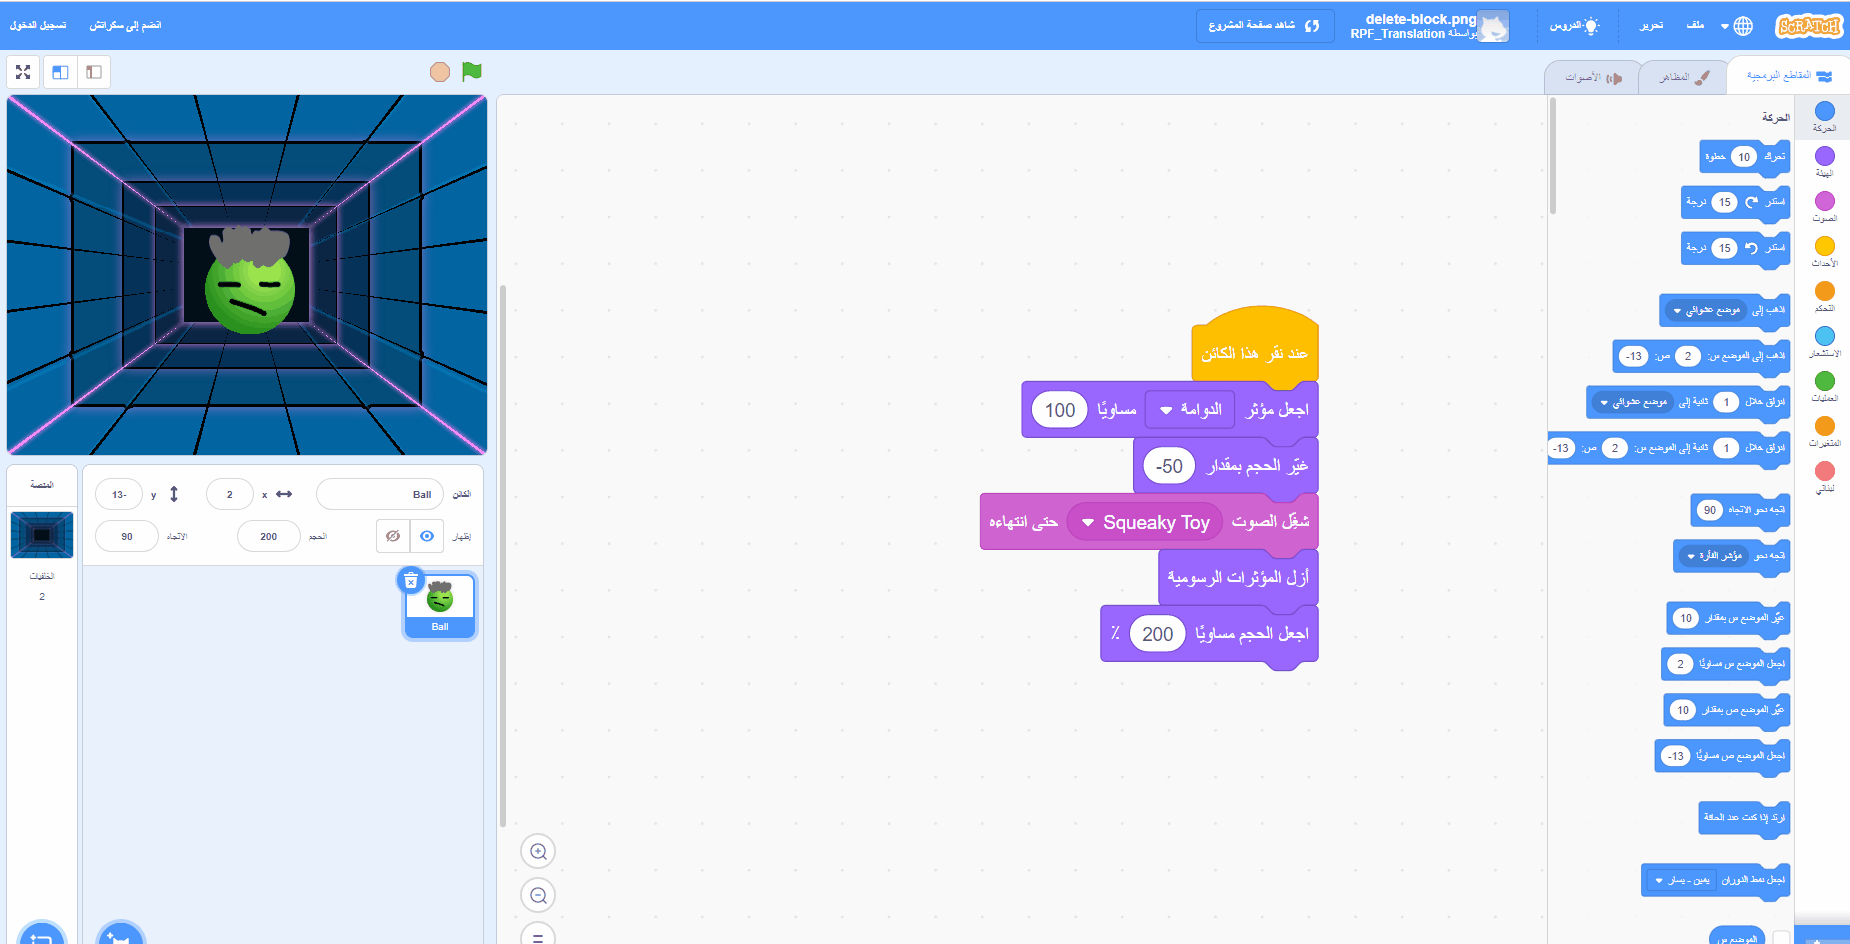 SCRATCH
ملف
تحرير
الدروس
delete-block.png
بواسطة RPF_Translation
شاهد صفحة المشروع
انضم إلى سكراتش
تسجيل الدخول
المقاطع البرمجية
المظاهر
الأصوات
الحركة
الهيئة
الصوت
الأحداث
التحكم
الاستشعار
العمليات
المتغيرات
لبناتي
الحركة
تحرك 10 خطوة
استدر 15 درجة
استدر 15 درجة
اذهب إلى موضع عشوائي
اذهب إلى الموضع س: 2 ص: -13
انزلق خلال 1 ثانية إلى موضع عشوائي
انزلق خلال 1 ثانية إلى الموضع س: 2 ص: -13
اتجه نحو الاتجاه 90
اتجه نحو مؤشر الفأرة
غيّر الموضع س بمقدار 10
اجعل الموضع س مساويًا 2
غيّر الموضع ص بمقدار 10
اجعل الموضع ص مساويًا -13
ارتد إذا كنت عند الحافة
اجعل نمط الدوران يمين - يسار
الموضع س
عند نقر هذا الكائن
اجعل مؤثر الدوامة مساويًا 100
غيّر الحجم بمقدار -50
شغّل الصوت Squeaky Toy حتى انتهاءه
أزل المؤثرات الرسومية
اجعل الحجم مساويًا 200 ٪
الكائن Ball x 2 y -13
إظهار الحجم 200 الاتجاه 90
Ball
المنصة
الخلفيات
2